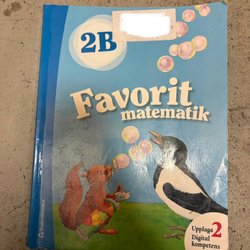 2B
Favorit
matematik
Upplaga 2
Digital
kompetens